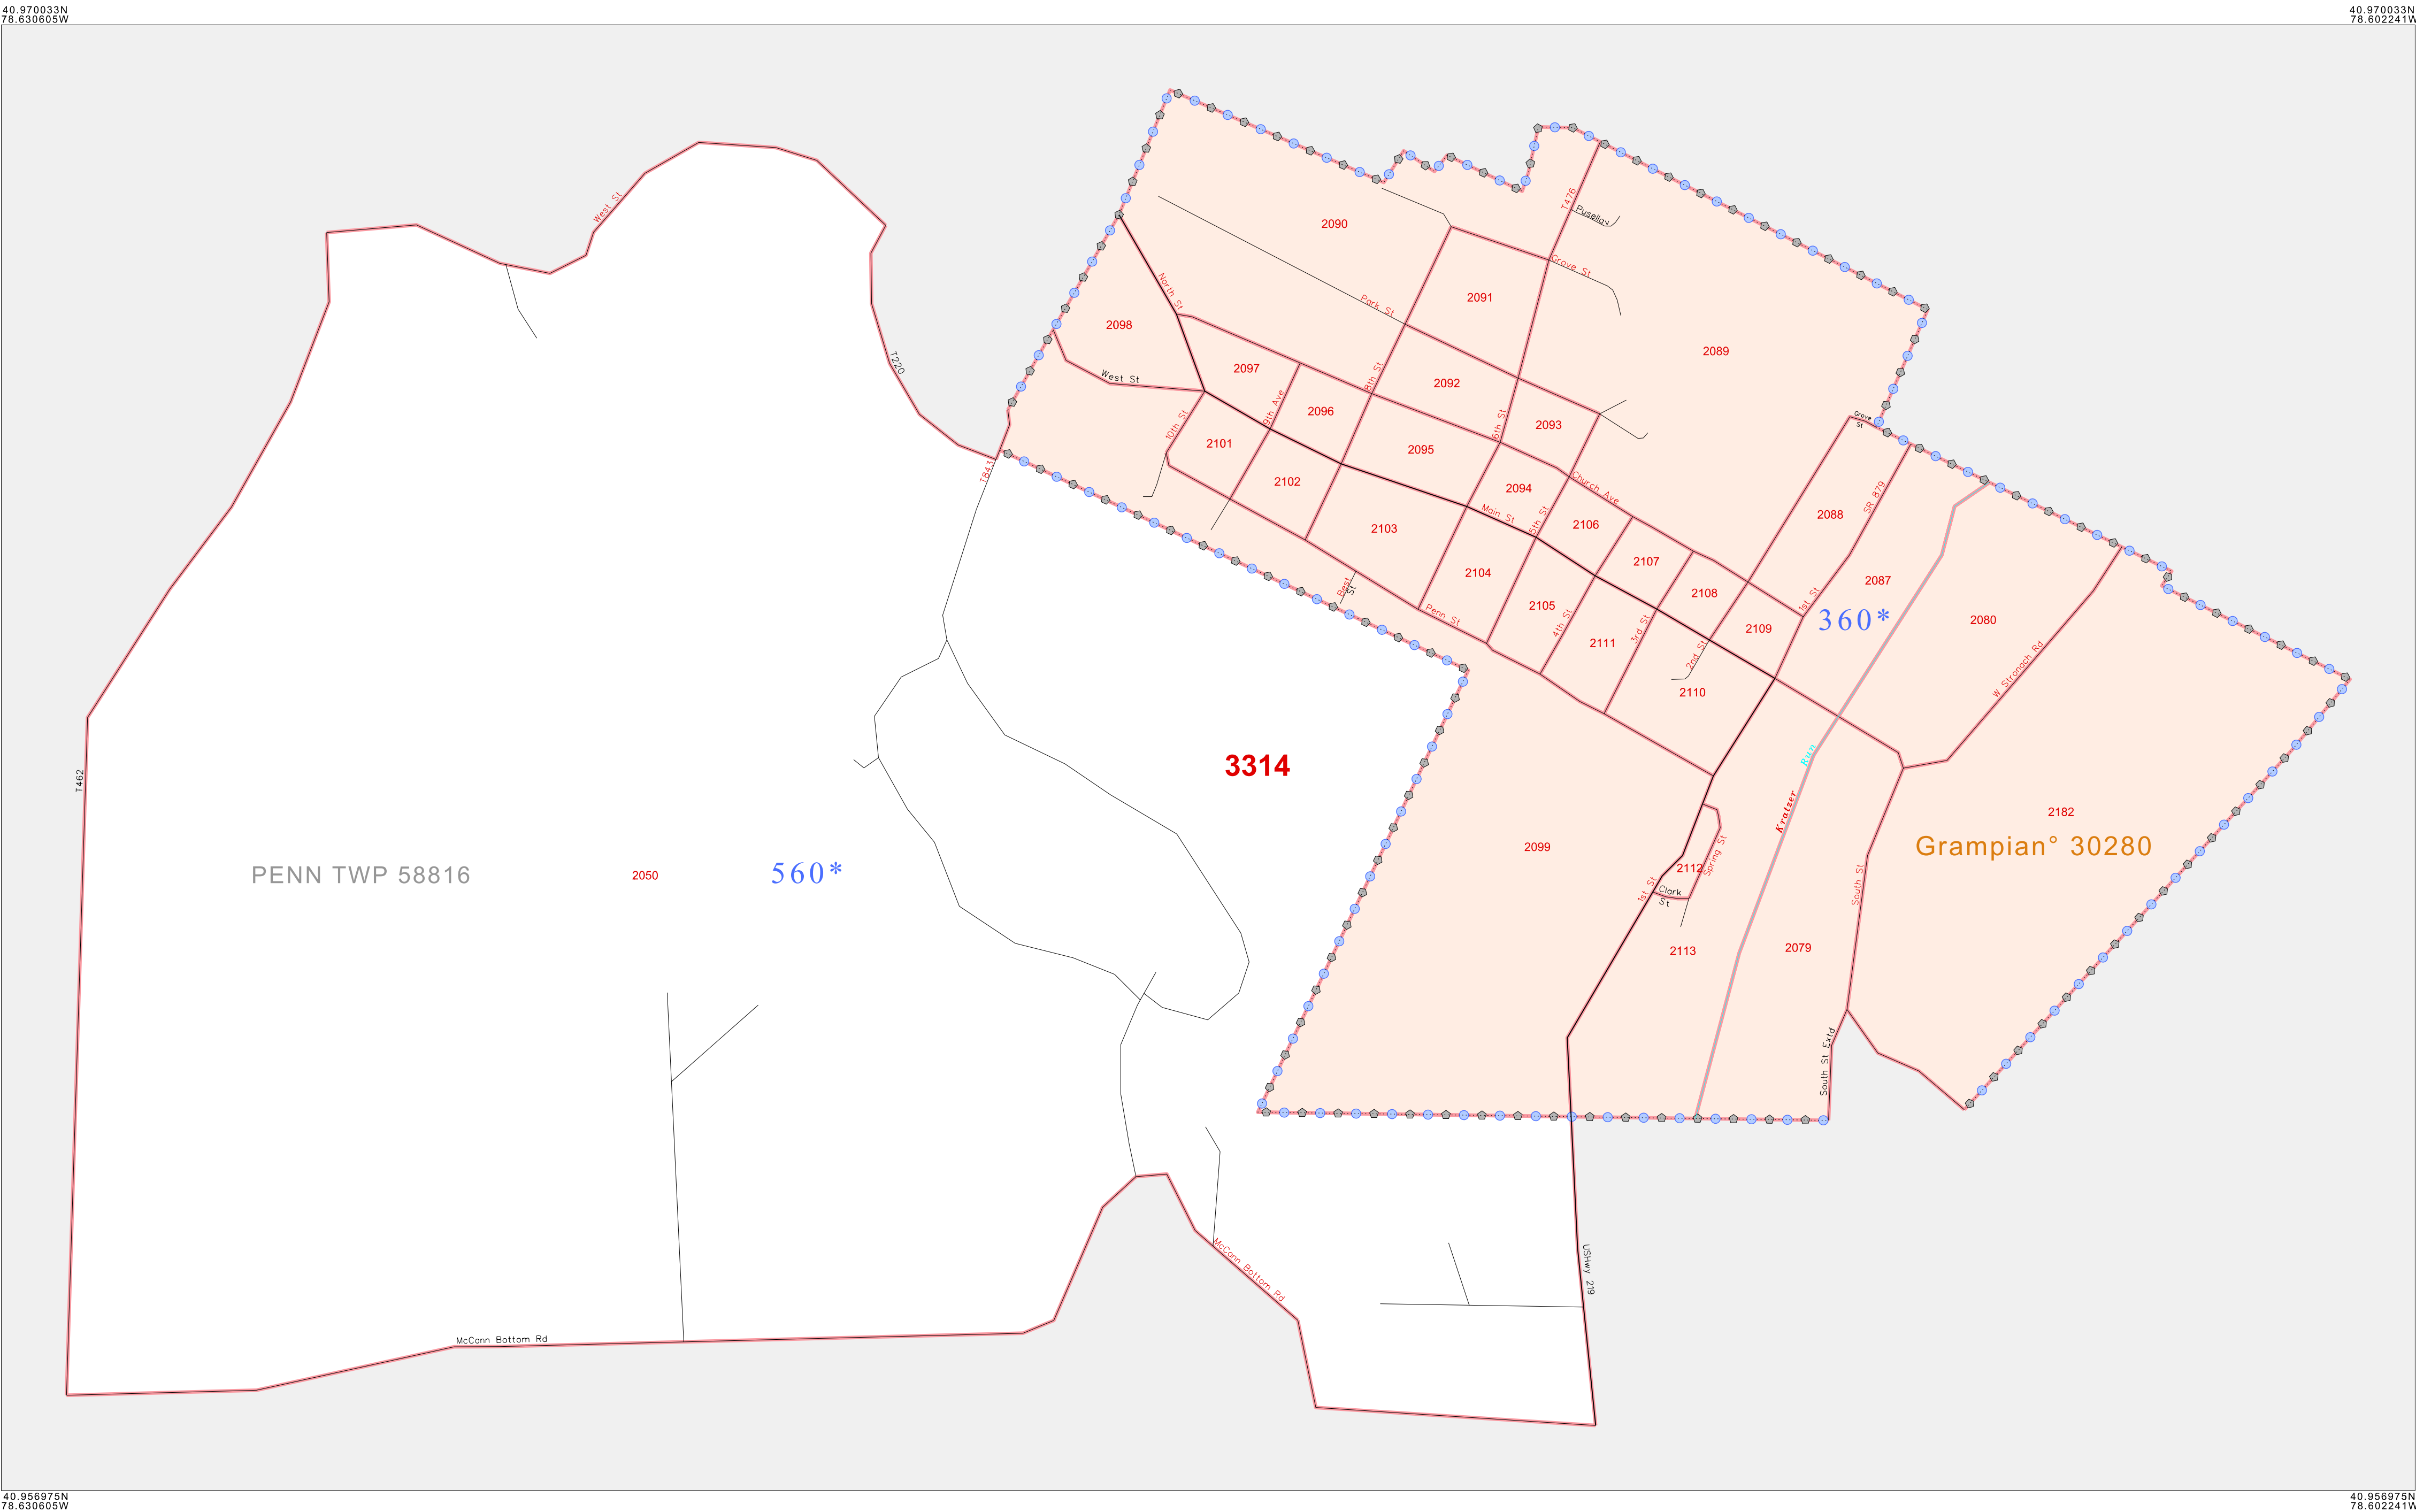 40.970033N
78.630605W
40.970033N
78.602241W
West St
T220
T843
T462
PENN TWP 58816
2050
560*
3314
McCann Bottom Rd
McCann Bottom Rd
USHwy 219
2090
T476
Pusellay
Grove St
2091
Park St
2089
North St
2098
West St
2097
8th St
2092
9th Ave
2096
10th St
2101
2095
6th St
2093
2102
2094
Church Ave
Main St
5th St
2106
2103
2107
2104
2108
Best
St
Penn St
2105
4th St
2111
3rd St
2109
2nd St
2110
Grove
St
2088
SR 879
2087
1st St
360*
2080
W Stronach Rd
Run
Kratzer
2182
Grampian° 30280
2099
2112
Spring St
1st St
Clark
St
South St
2113
2079
South St Extd
40.956975N
78.630605W
40.956975N
78.602241W